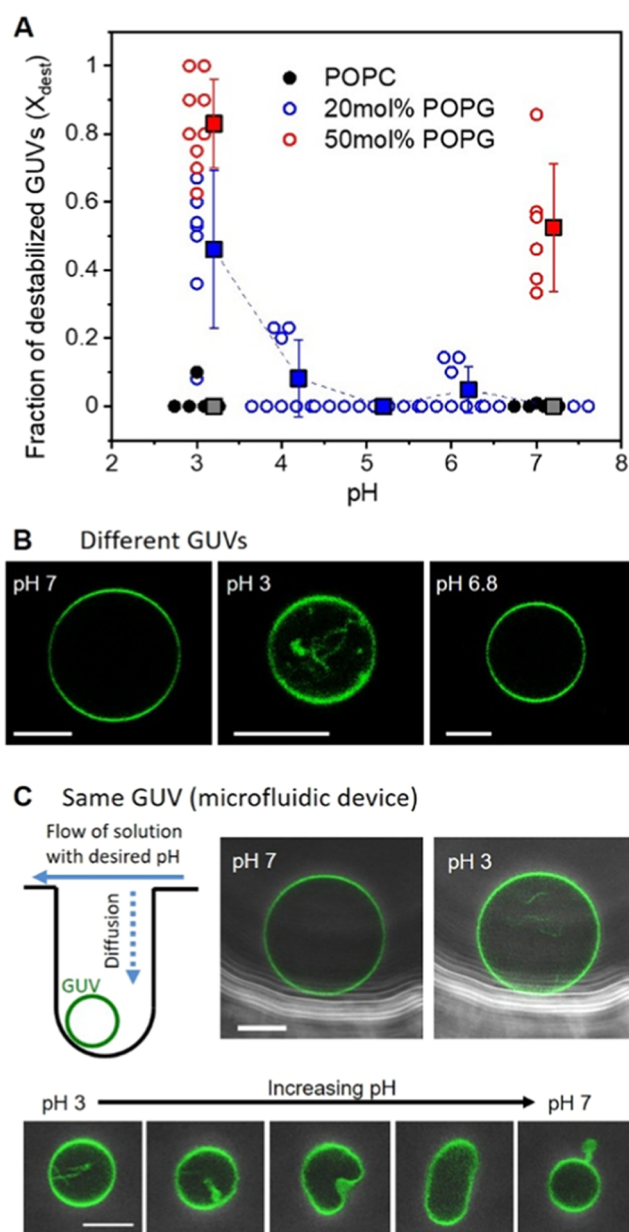 A
1
0.8
0.6
0.4
0.2
0
Fraction of destabilized GUVs (Xdest)
POPC
20mol% POPG
50mol% POPG
2
3
4
5
6
7
8
pH
B Different GUVs
pH 7
pH 3
pH 6.8
C Same GUV (microfluidic device)
Flow of solution
with desired pH
Diffusion
GUV
pH 7
pH 3
Increasing pH
pH 3
pH 7